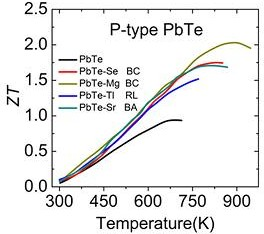 P-type PbTe
2.5
2.0
1.5
1.0
0.5
0.0
ZT
PbTe
PbTe-Se BC
PbTe-Mg BC
PbTe-Tl RL
PbTe-Sr BA
300 450 600 750 900
Temperature(K)